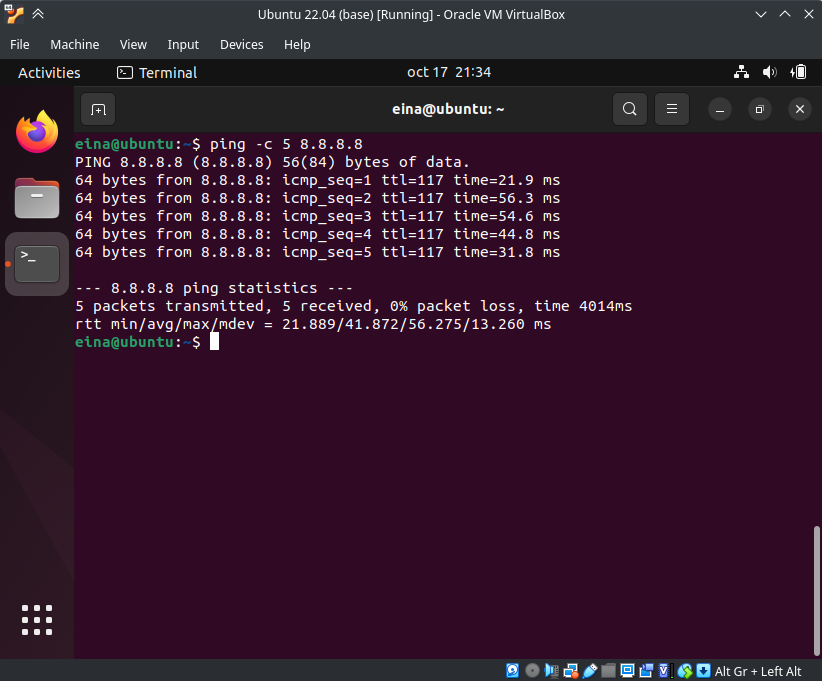 Ubuntu 22.04 (base) [Running] - Oracle VM VirtualBox
File Machine View Input Devices Help
Activities Terminal oct 17 21:34
eina@ubuntu: ~
eina@ubuntu:~$ ping -c 5 8.8.8.8
PING 8.8.8.8 (8.8.8.8) 56(84) bytes of data.
64 bytes from 8.8.8.8: icmp_seq=1 ttl=117 time=21.9 ms
64 bytes from 8.8.8.8: icmp_seq=2 ttl=117 time=56.3 ms
64 bytes from 8.8.8.8: icmp_seq=3 ttl=117 time=54.6 ms
64 bytes from 8.8.8.8: icmp_seq=4 ttl=117 time=44.8 ms
64 bytes from 8.8.8.8: icmp_seq=5 ttl=117 time=31.8 ms
--- 8.8.8.8 ping statistics ---
5 packets transmitted, 5 received, 0% packet loss, time 4014ms
rtt min/avg/max/mdev = 21.889/41.872/56.275/13.260 ms
eina@ubuntu:~$
Alt Gr + Left Alt